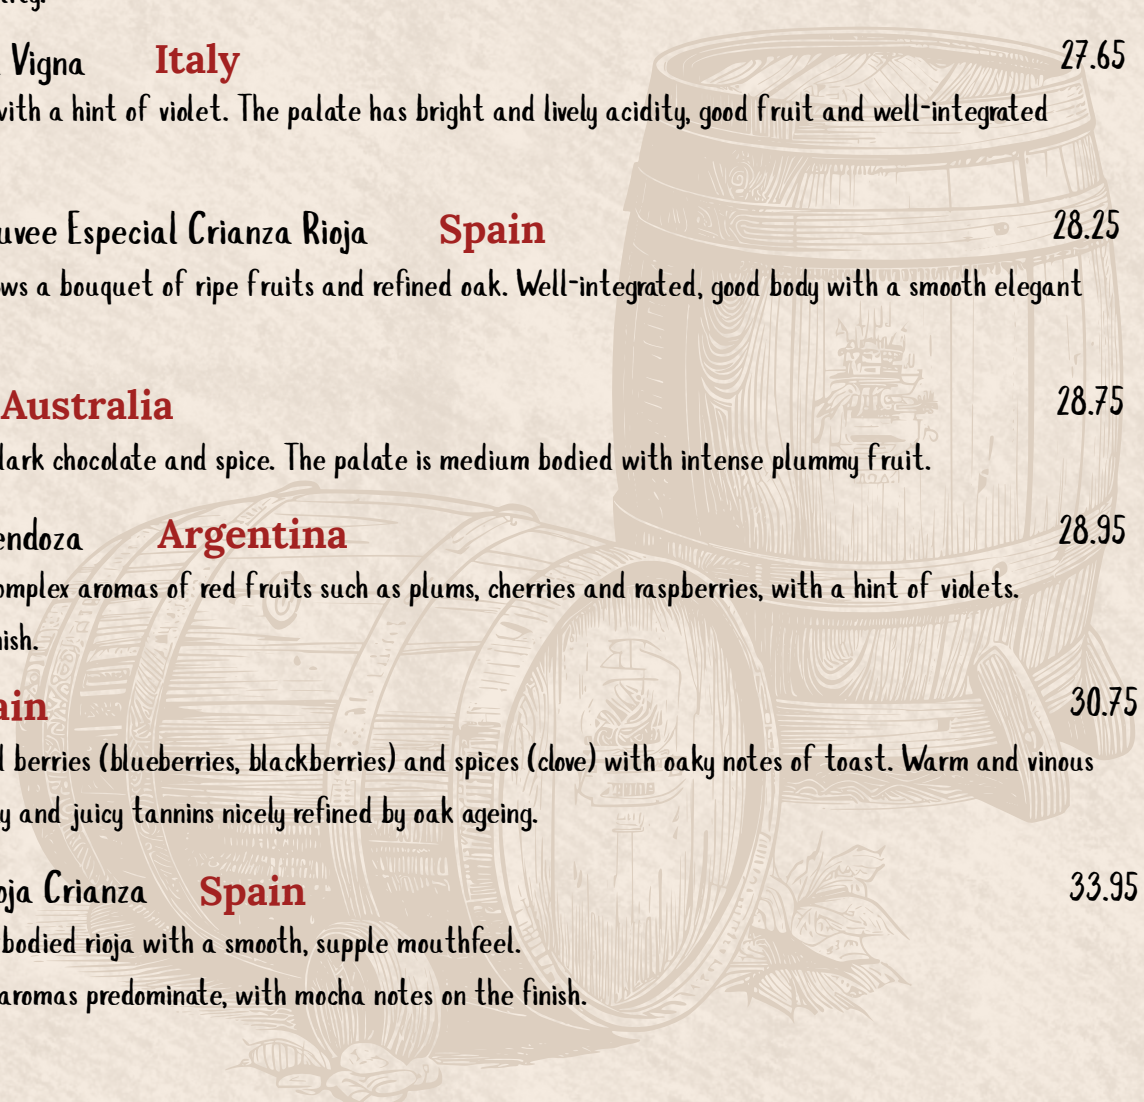 Vigna Italy 27.65
with a hint of violet. The palate has bright and lively acidity, good fruit and well-integrated
uvee Especial Crianza Rioja Spain 28.25
ows a bouquet of ripe fruits and refined oak. Well-integrated, good body with a smooth elegant
Australia 28.75
dark chocolate and spice. The palate is medium bodied with intense plummy fruit.
endoza Argentina 28.95
omplex aromas of red fruits such as plums, cherries and raspberries, with a hint of violets.
nish.
ain 30.75
berries (blueberries, blackberries) and spices (clove) with oaky notes of toast. Warm and vinous
y and juicy tannins nicely refined by oak ageing.
oja Crianza Spain 33.95
bodied rioja with a smooth, supple mouthfeel.
aromas predominate, with mocha notes on the finish.